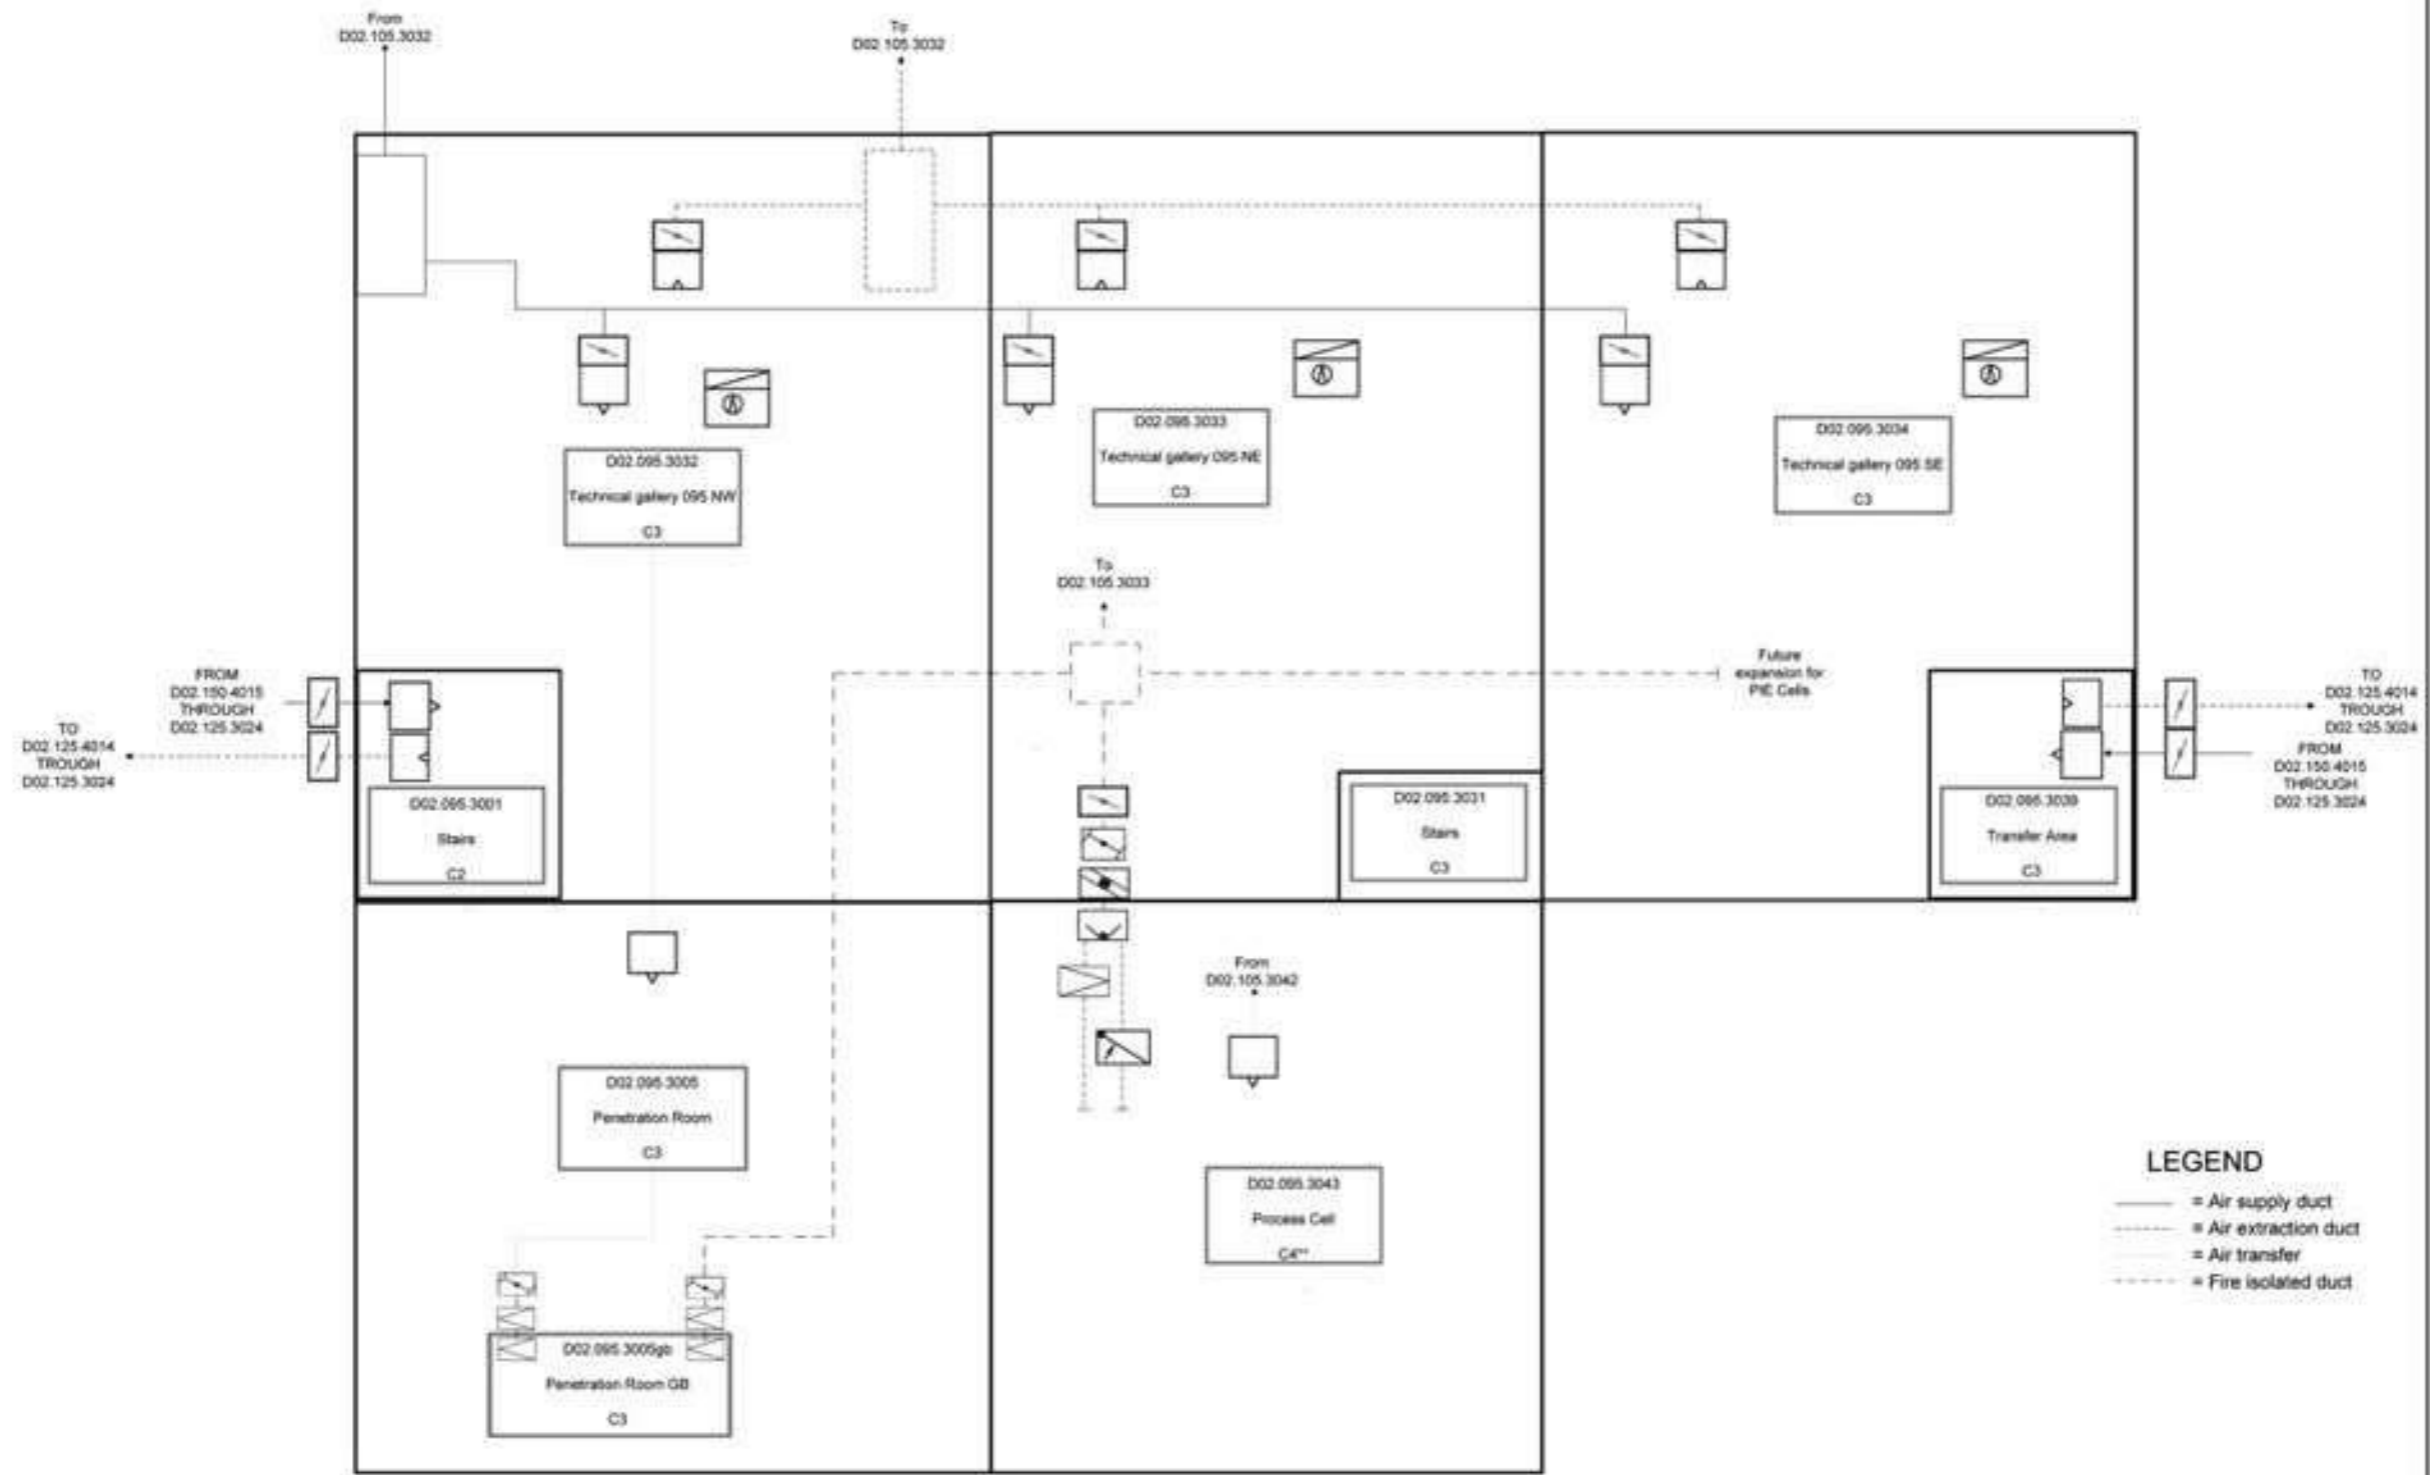 From
D02.105.3032
To
D02.105.3032
D02.095.3032
Technical gallery 095 NW
C3
D02.095.3033
Technical gallery 095 NE
C3
D02.095.3034
Technical gallery 095 SE
C3
To
D02.105.3033
Future
expansion for
PIE Cells
FROM
D02.150.4015
THROUGH
D02.125.3024
TO
D02.125.4014
TROUGH
D02.125.3024
D02.095.3001
Stairs
C2
D02.095.3031
Stairs
C3
D02.095.3039
Transfer Area
C3
TO
D02.125.4014
TROUGH
D02.125.3024
FROM
D02.150.4015
THROUGH
D02.125.3024
From
D02.105.3042
D02.095.3005
Penetration Room
C3
D02.095.3043
Process Cell
C4**
D02.095.3005gb
Penetration Room GB
C3
LEGEND
= Air supply duct
= Air extraction duct
= Air transfer
= Fire isolated duct